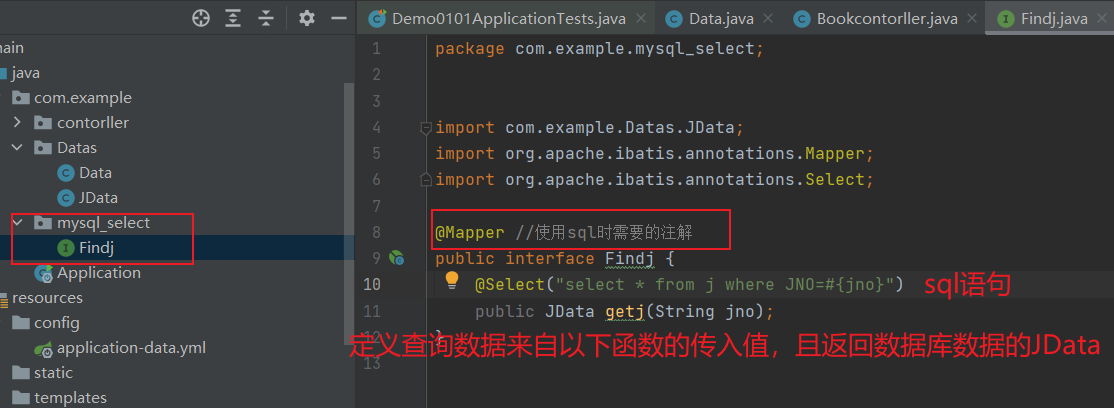 Demo0101ApplicationTests.java
Data.java
Bookcontorller.java
Findj.java
ain
java
com.example
contorller
Datas
Data
JData
mysql_select
Findj
Application
resources
config
application-data.yml
static
templates
1 package com.example.mysql_select;
2
3
4 import com.example.Datas.JData;
5 import org.apache.ibatis.annotations.Mapper;
6 import org.apache.ibatis.annotations.Select;
7
8 @Mapper //使用sql时需要的注解
9 public interface Findj {
10 @Select("select * from j where JNO=#{jno}") sql语句
11 public JData getj(String jno);
12 }
定义查询数据来自以下函数的传入值，且返回数据库数据的JData
13